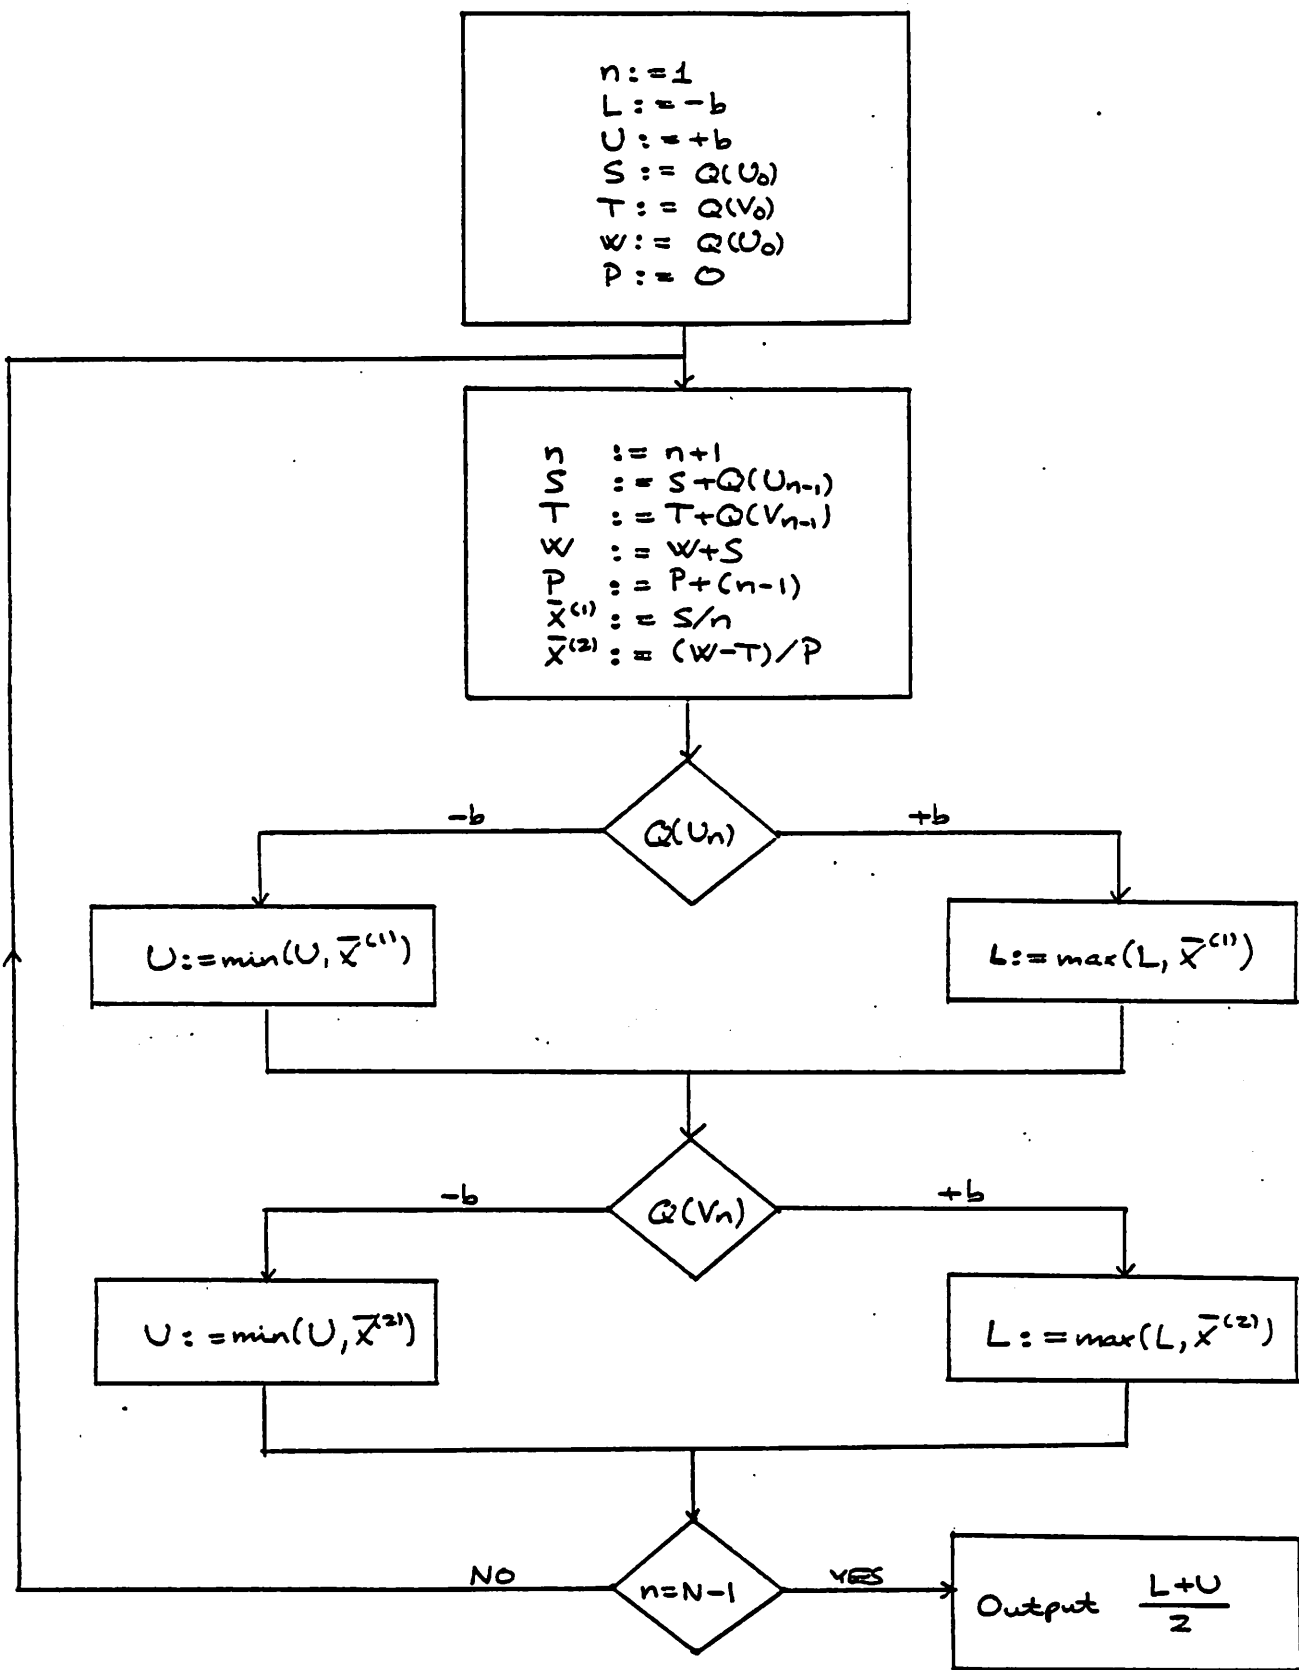 n:=1
L:=-b
U:=+b
S:=Q(U₀)
T:=Q(V₀)
W:=Q(U₀)
P:=0
n := n+1
S := S+Q(Uₙ₋₁)
T := T+Q(Vₙ₋₁)
W := W+S
P := P+(n-1)
x̄⁽¹⁾ := S/n
x̄⁽²⁾ := (W-T)/P
-b
Q(Uₙ)
+b
U:=min(U, x̄⁽¹⁾)
L:=max(L, x̄⁽¹⁾)
-b
Q(Vₙ)
+b
U:=min(U, x̄⁽²⁾)
L:=max(L, x̄⁽²⁾)
NO
n=N-1
YES
Output (L+U)/2